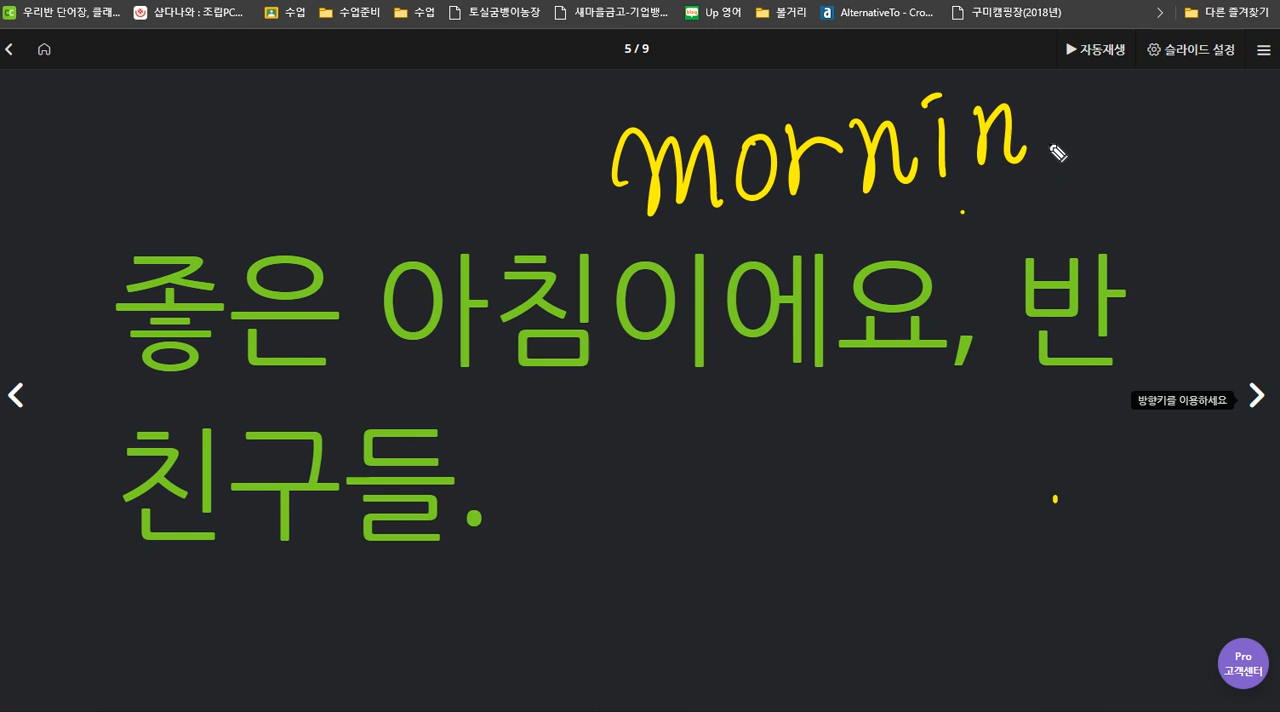 우리반 단어장, 클래... 샵다나와 : 조립PC... 수업 수업준비 수업 토실굼벵이농장 새마을금고-기업뱅... Up 영어 볼거리 AlternativeTo - Cro... 구미캠핑장(2018년) 다른 즐겨찾기
5 / 9 자동재생 슬라이드 설정
mornin
좋은 아침이에요, 반
방향키를 이용하세요
친구들.
Pro
고객센터